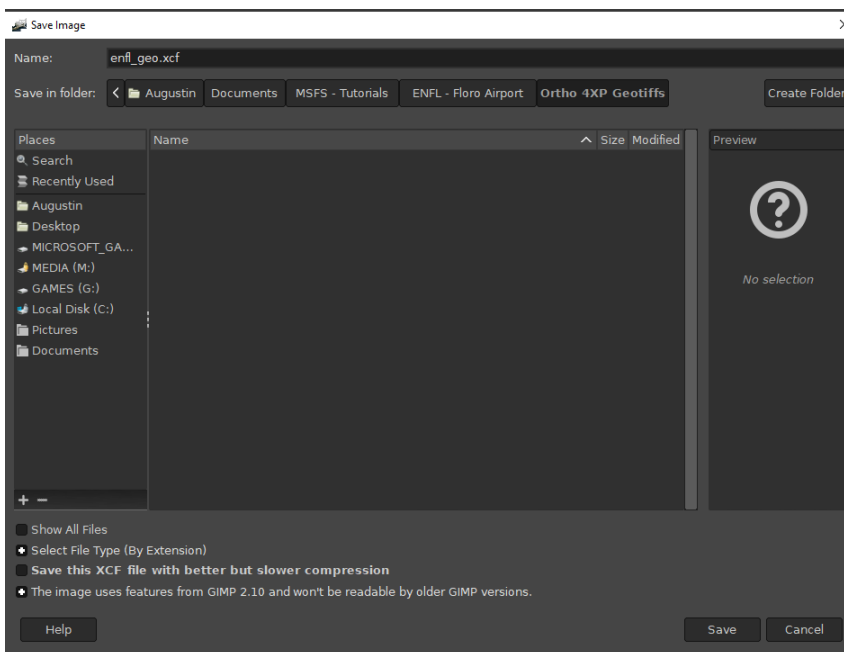 Save Image
Name: enfl_geo.xcf
Save in folder: Augustin Documents MSFS - Tutorials ENFL - Floro Airport Ortho 4XP Geotiffs Create Folder
Places Name Size Modified Preview
Search
Recently Used
Augustin
Desktop
MICROSOFT_GA...
MEDIA (M:)
GAMES (G:)
Local Disk (C:)
Pictures
Documents
No selection
Show All Files
Select File Type (By Extension)
Save this XCF file with better but slower compression
The image uses features from GIMP 2.10 and won't be readable by older GIMP versions.
Help Save Cancel